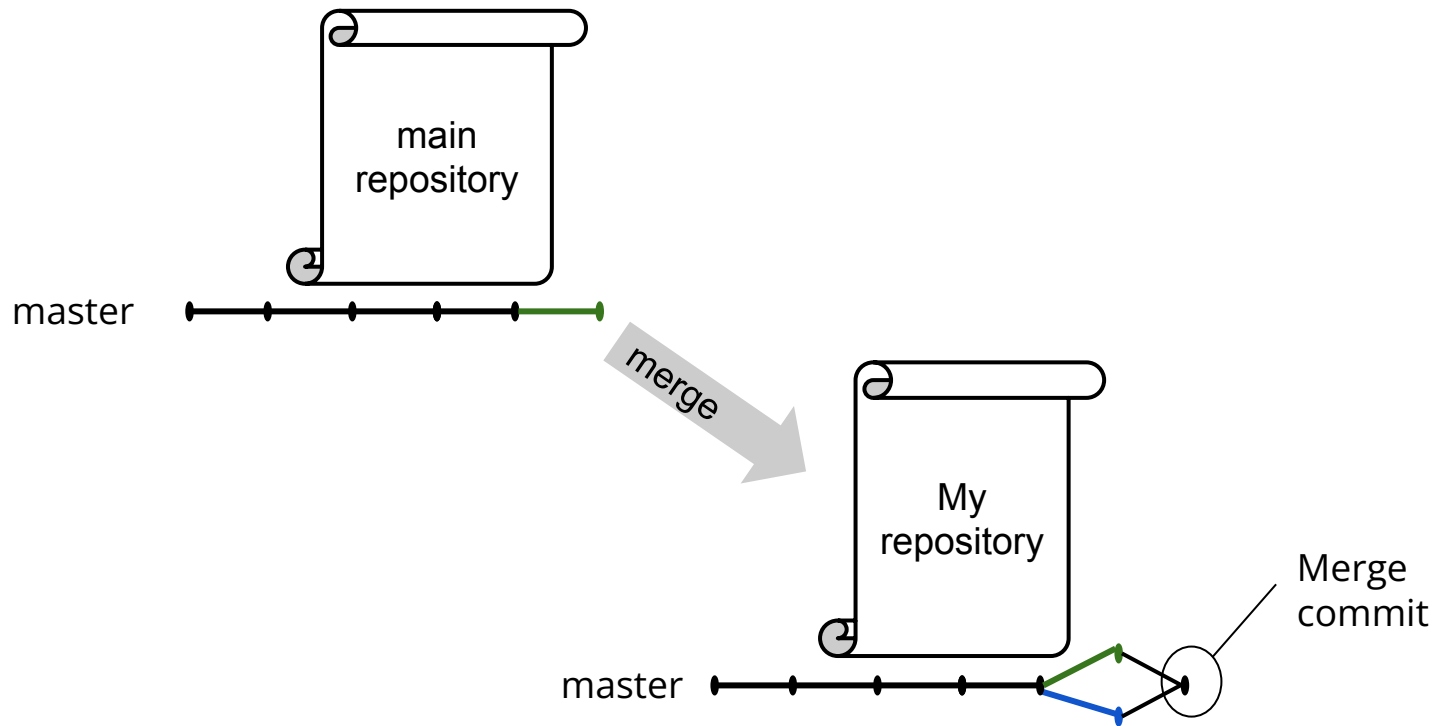 main
repository
master
merge
My
repository
Merge
commit
master